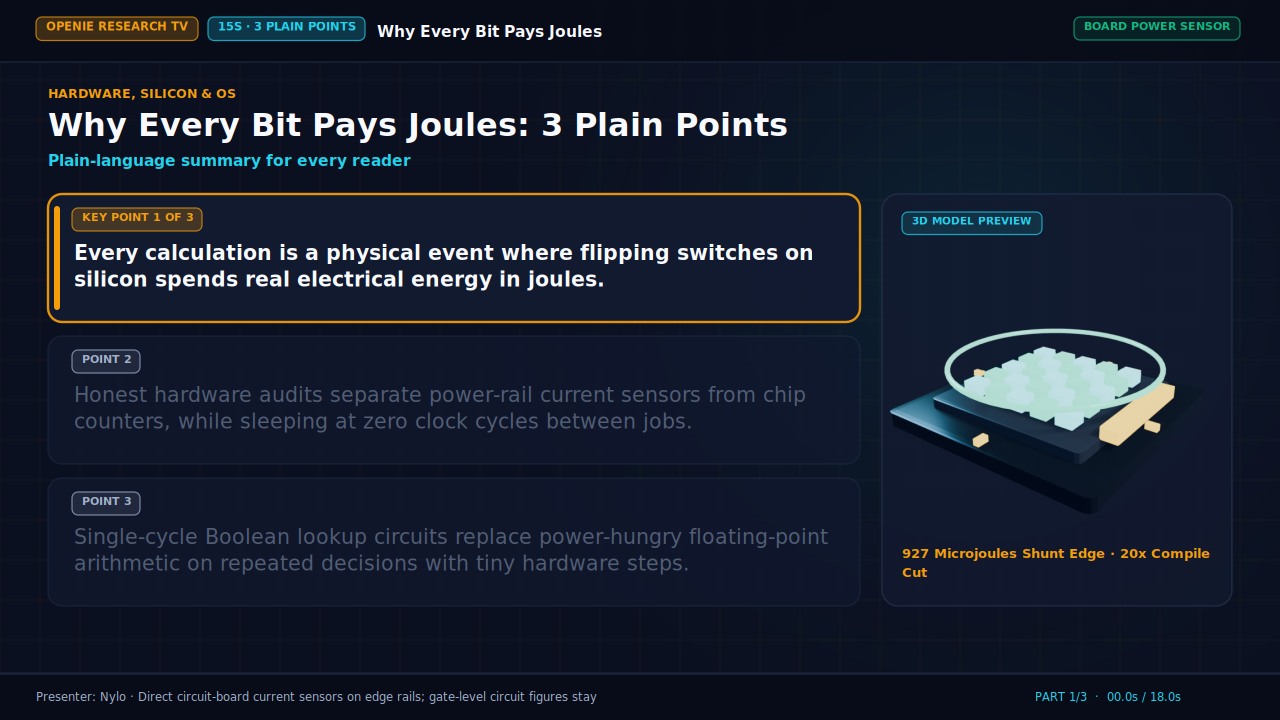 OPENIE RESEARCH TV
15S · 3 PLAIN POINTS
Why Every Bit Pays Joules
BOARD POWER SENSOR
HARDWARE, SILICON & OS
Why Every Bit Pays Joules: 3 Plain Points
Plain-language summary for every reader
KEY POINT 1 OF 3
Every calculation is a physical event where flipping switches on
silicon spends real electrical energy in joules.
POINT 2
Honest hardware audits separate power-rail current sensors from chip
counters, while sleeping at zero clock cycles between jobs.
POINT 3
Single-cycle Boolean lookup circuits replace power-hungry floating-point
arithmetic on repeated decisions with tiny hardware steps.
3D MODEL PREVIEW
927 Microjoules Shunt Edge · 20x Compile
Cut
Presenter: Nylo · Direct circuit-board current sensors on edge rails; gate-level circuit figures stay
PART 1/3 · 00.0s / 18.0s